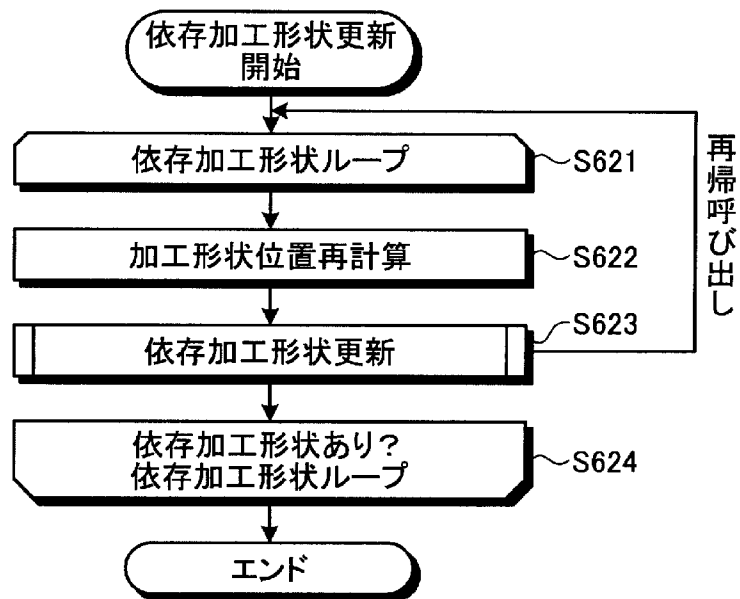 依存加工形状更新
開始
依存加工形状ループ
S621
加工形状位置再計算
S622
依存加工形状更新
S623
再帰呼び出し
依存加工形状あり?
依存加工形状ループ
S624
エンド